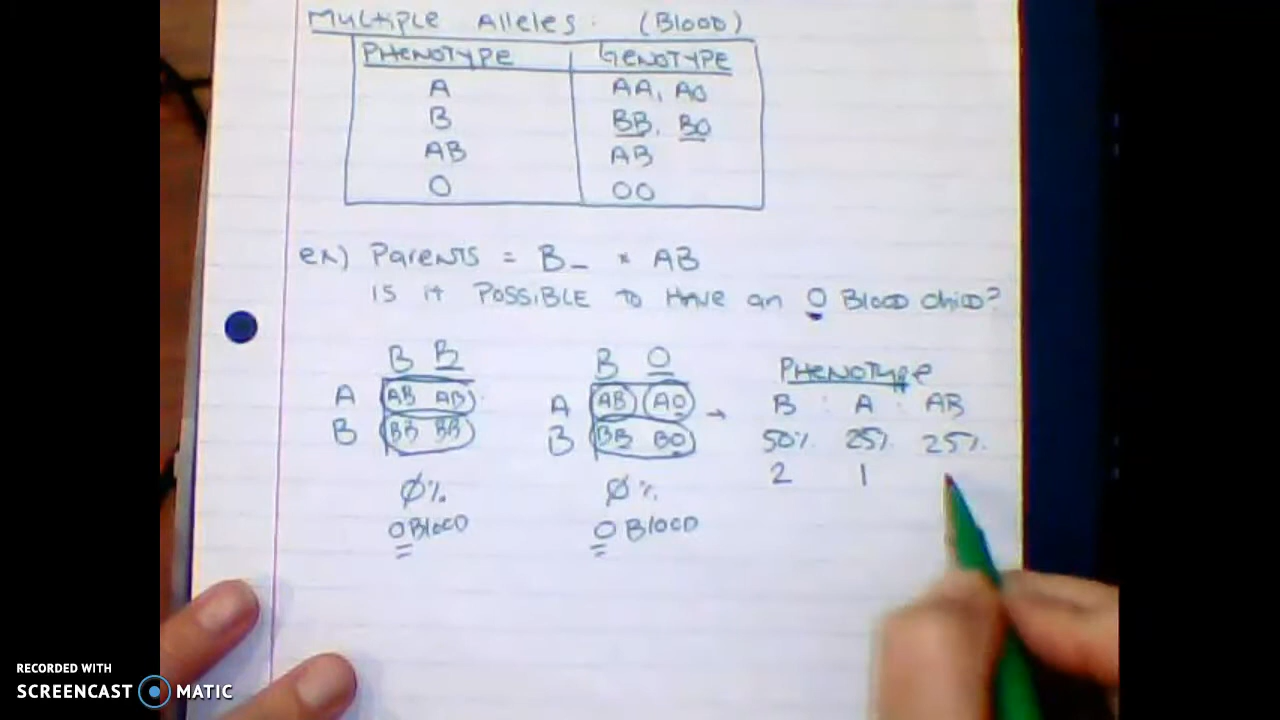 Multiple Alleles: (Blood)
PHENOTYPE GENOTYPE
A AA, AO
B BB, BO
AB AB
O OO
ex) Parents = B_ × AB
IS IT POSSIBLE TO HAVE an O Blood Child?
B B B O PHENOTYPE
A AB AB A AB AO → B : A : AB
B BB BB B BB BO 50% 25% 25%
0% 0% 2 1
O BLOOD O BLOOD
RECORDED WITH
SCREENCAST MATIC